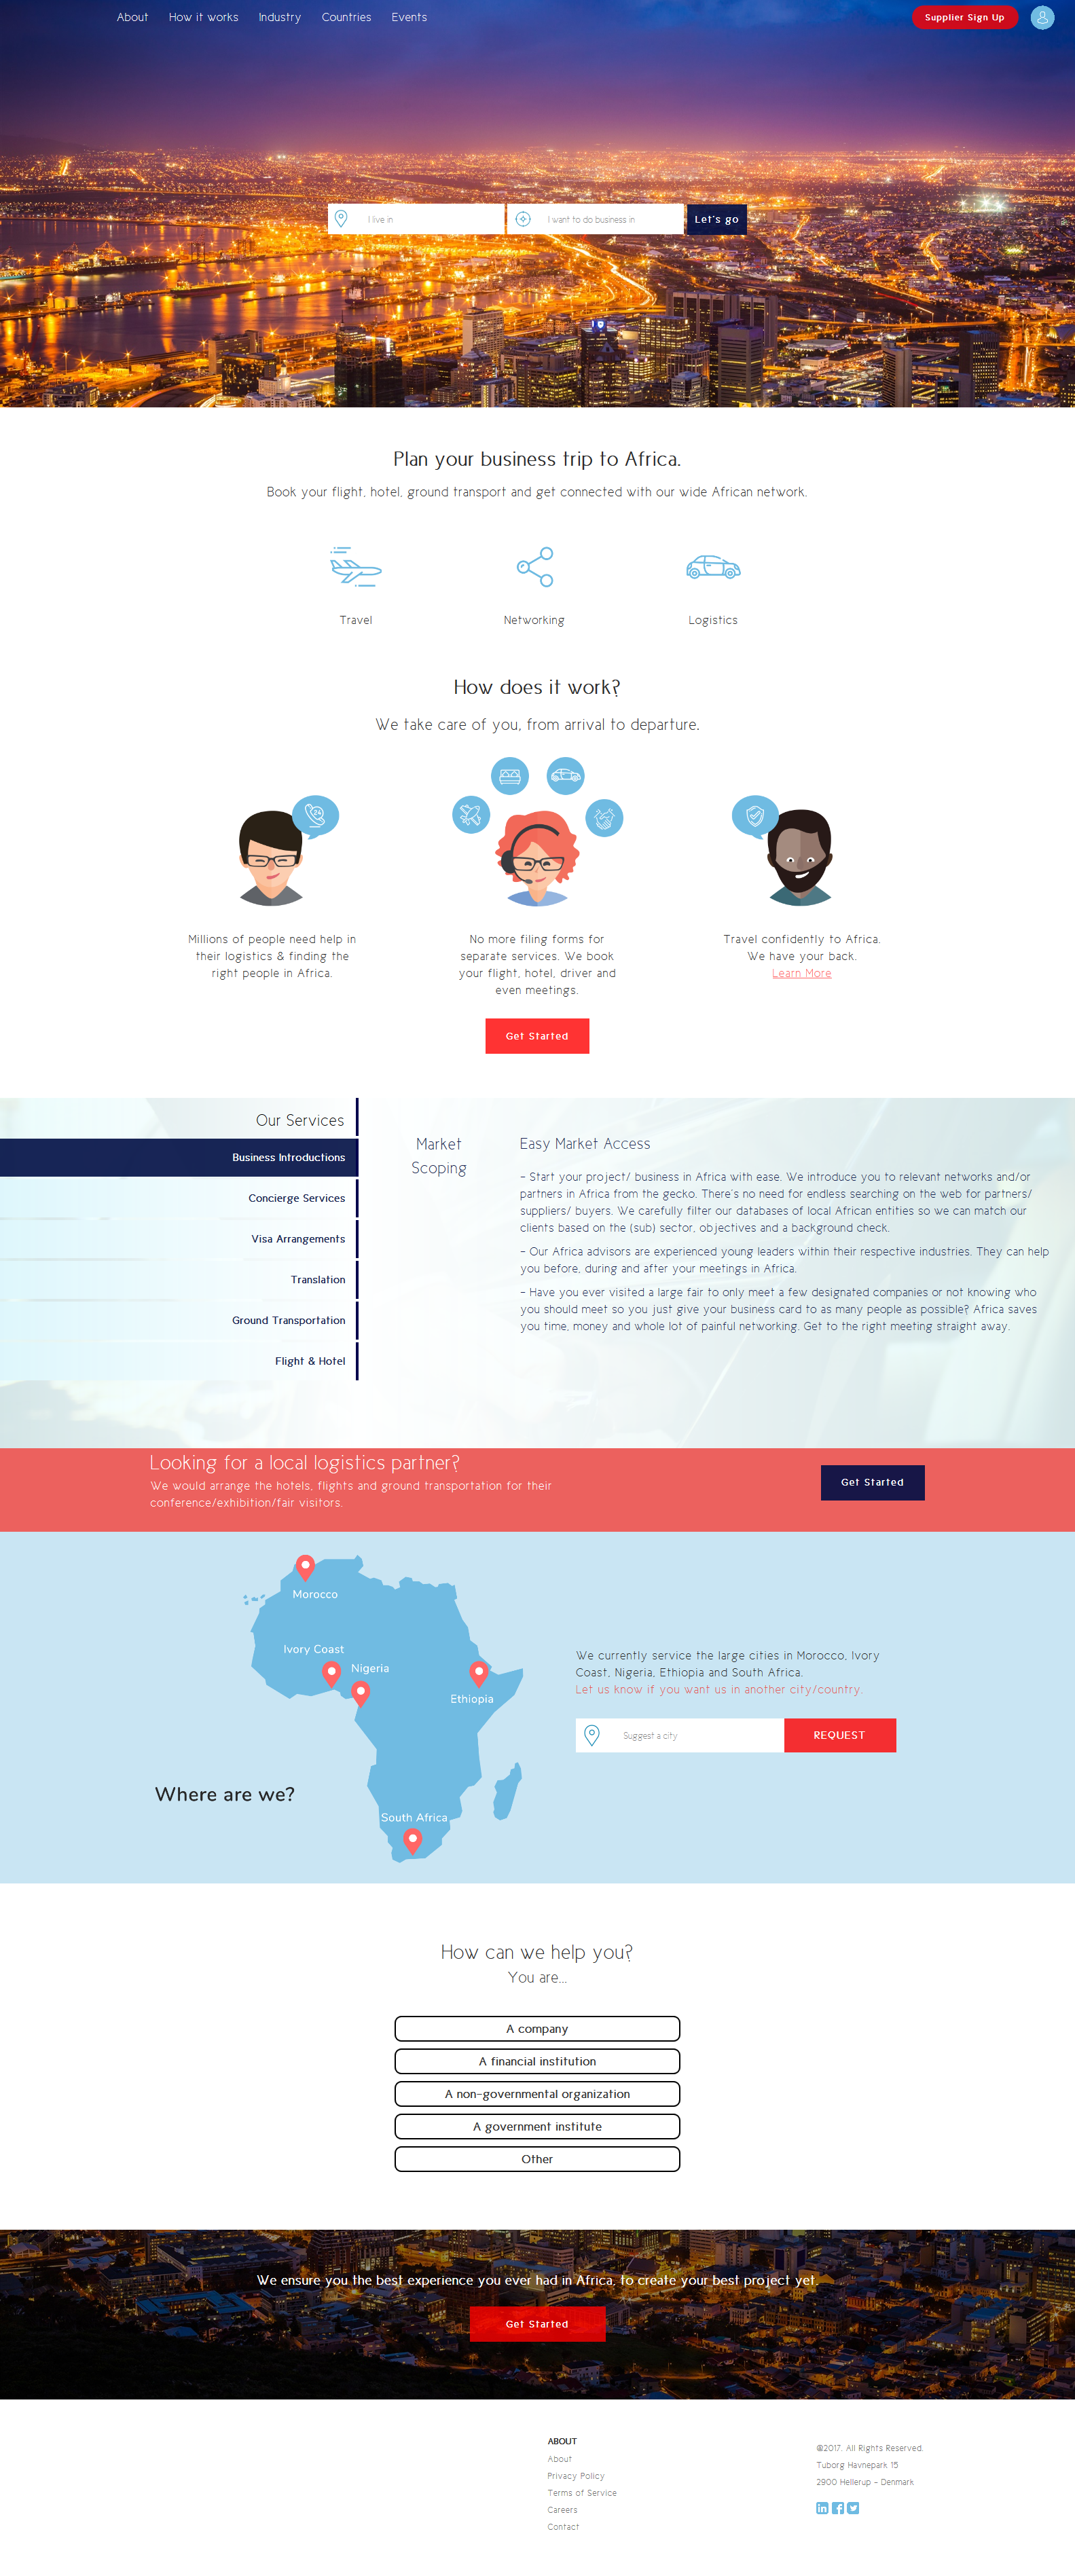 About How it works Industry Countries Events Supplier Sign Up
I live in I want to do business in Let's go
Plan your business trip to Africa.
Book your flight, hotel, ground transport and get connected with our wide African network.
Travel Networking Logistics
How does it work?
We take care of you, from arrival to departure.
24
Millions of people need help in
their logistics & finding the
right people in Africa.
No more filing forms for
separate services. We book
your flight, hotel, driver and
even meetings.
Travel confidently to Africa.
We have your back.
Learn More
Get Started
Our Services
Business Introductions
Concierge Services
Visa Arrangements
Translation
Ground Transportation
Flight & Hotel
Market
Scoping
Easy Market Access
- Start your project/ business in Africa with ease. We introduce you to relevant networks and/or
partners in Africa from the gecko. There's no need for endless searching on the web for partners/
suppliers/ buyers. We carefully filter our databases of local African entities so we can match our
clients based on the (sub) sector, objectives and a background check.
- Our Africa advisors are experienced young leaders within their respective industries. They can help
you before, during and after your meetings in Africa.
- Have you ever visited a large fair to only meet a few designated companies or not knowing who
you should meet so you just give your business card to as many people as possible? Africa saves
you time, money and whole lot of painful networking. Get to the right meeting straight away.
Looking for a local logistics partner?
We would arrange the hotels, flights and ground transportation for their
conference/exhibition/fair visitors.
Get Started
Morocco
Ivory Coast
Nigeria
Ethiopia
South Africa
Where are we?
We currently service the large cities in Morocco, Ivory
Coast, Nigeria, Ethiopia and South Africa.
Let us know if you want us in another city/country.
Suggest a city REQUEST
How can we help you?
You are...
A company
A financial institution
A non-governmental organization
A government institute
Other
We ensure you the best experience you ever had in Africa, to create your best project yet.
Get Started
ABOUT
About
Privacy Policy
Terms of Service
Careers
Contact
©2017. All Rights Reserved.
Tuborg Havnepark 15
2900 Hellerup - Denmark